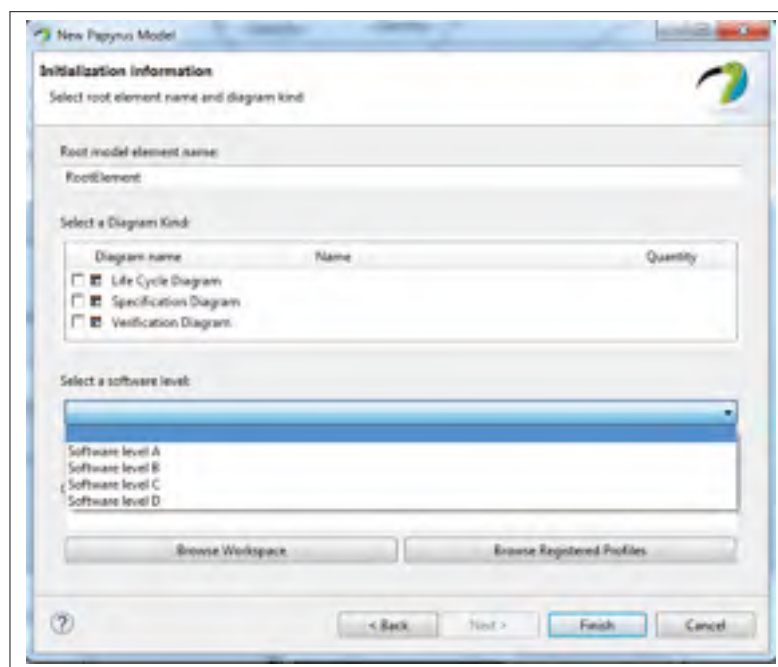 New Papyrus Model
Initialization information
Select root element name and diagram kind
Root model element name:
RootElement
Select a Diagram Kind:
Diagram name Name Quantity
Life Cycle Diagram
Specification Diagram
Verification Diagram
Select a software level:
Software level A
Software level B
Software level C
Software level D
Browse Workspace Browse Registered Profiles
< Back Next > Finish Cancel